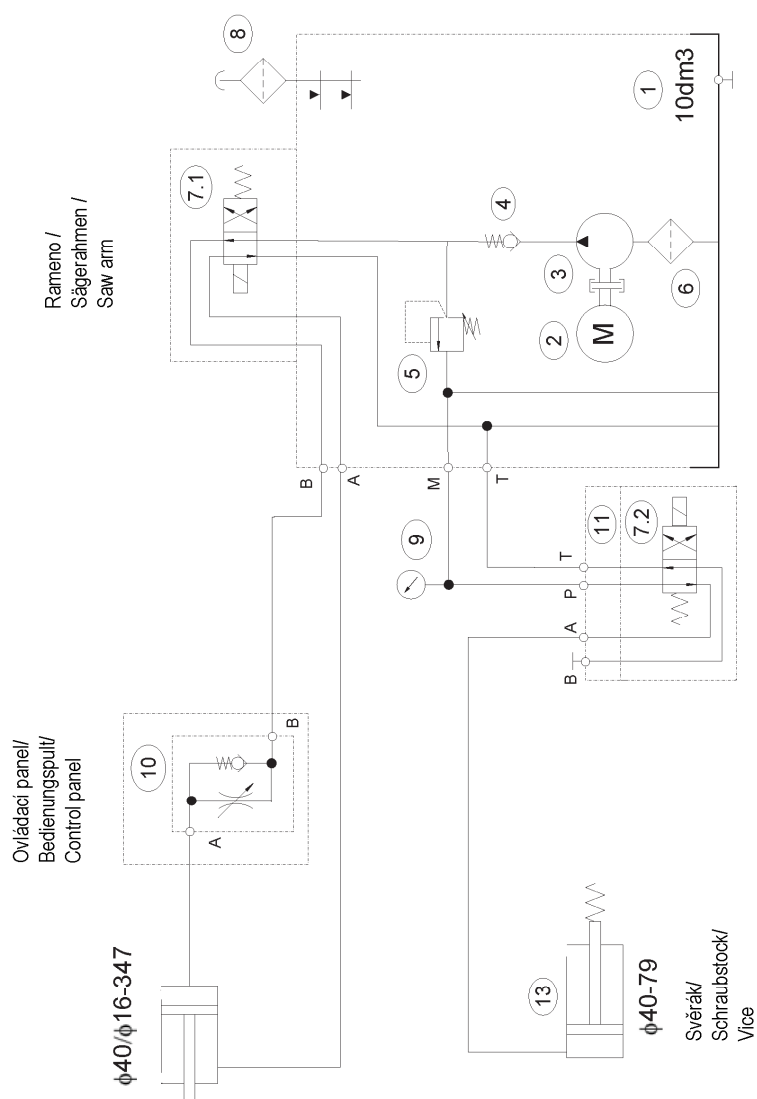 Ovládací panel/
Bedienungspult/
Control panel
Rameno /
Sägerahmen /
Saw arm
ϕ40/ϕ16-347
10
A
B
B
A
7.1
8
1
10dm3
4
3
2
M
6
5
M
T
9
11
7.2
T
P
A
B
13
ϕ40-79
Svěrák/
Schraubstock/
Vice